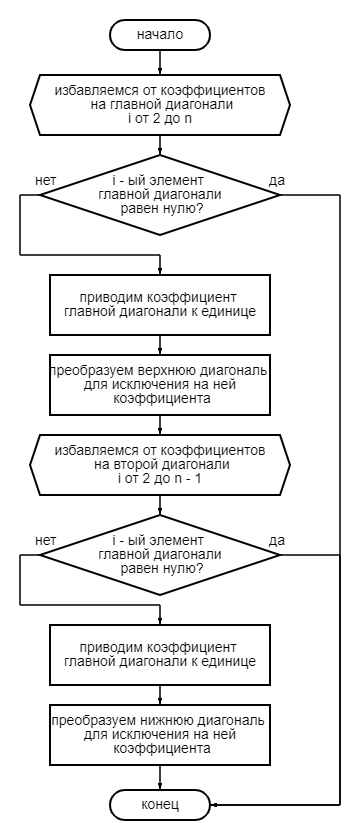 начало
избавляемся от коэффициентов
на главной диагонали
i от 2 до n
нет
i - ый элемент
да
главной диагонали
равен нулю?
приводим коэффициент
главной диагонали к единице
преобразуем верхнюю диагональ
для исключения на ней
коэффициента
избавляемся от коэффициентов
на второй диагонали
i от 2 до n - 1
нет
i - ый элемент
да
главной диагонали
равен нулю?
приводим коэффициент
главной диагонали к единице
преобразуем нижнюю диагональ
для исключения на ней
коэффициента
конец